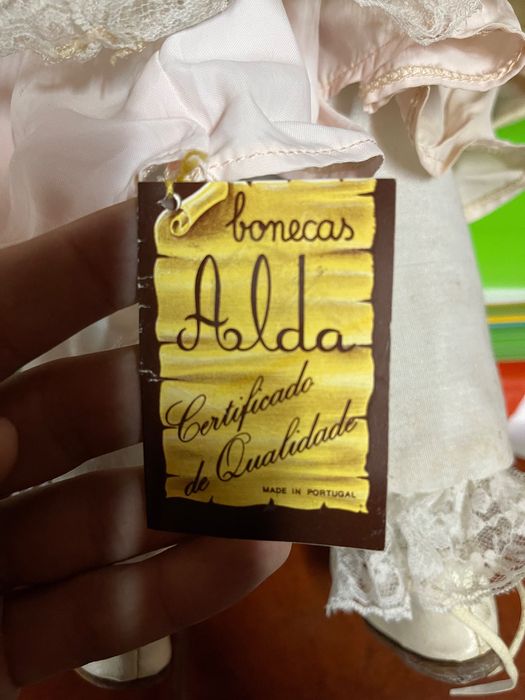 bonecas
Alda
Certificado
de Qualidade
MADE IN PORTUGAL